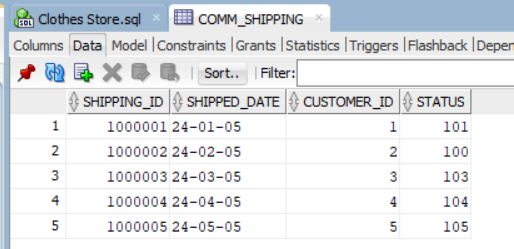 Clothes Store.sql COMM_SHIPPING
Columns Data Model Constraints Grants Statistics Triggers Flashback Depen
Sort.. Filter:
SHIPPING_ID SHIPPED_DATE CUSTOMER_ID STATUS
1 1000001 24-01-05 1 101
2 1000002 24-02-05 2 100
3 1000003 24-03-05 3 103
4 1000004 24-04-05 4 104
5 1000005 24-05-05 5 105